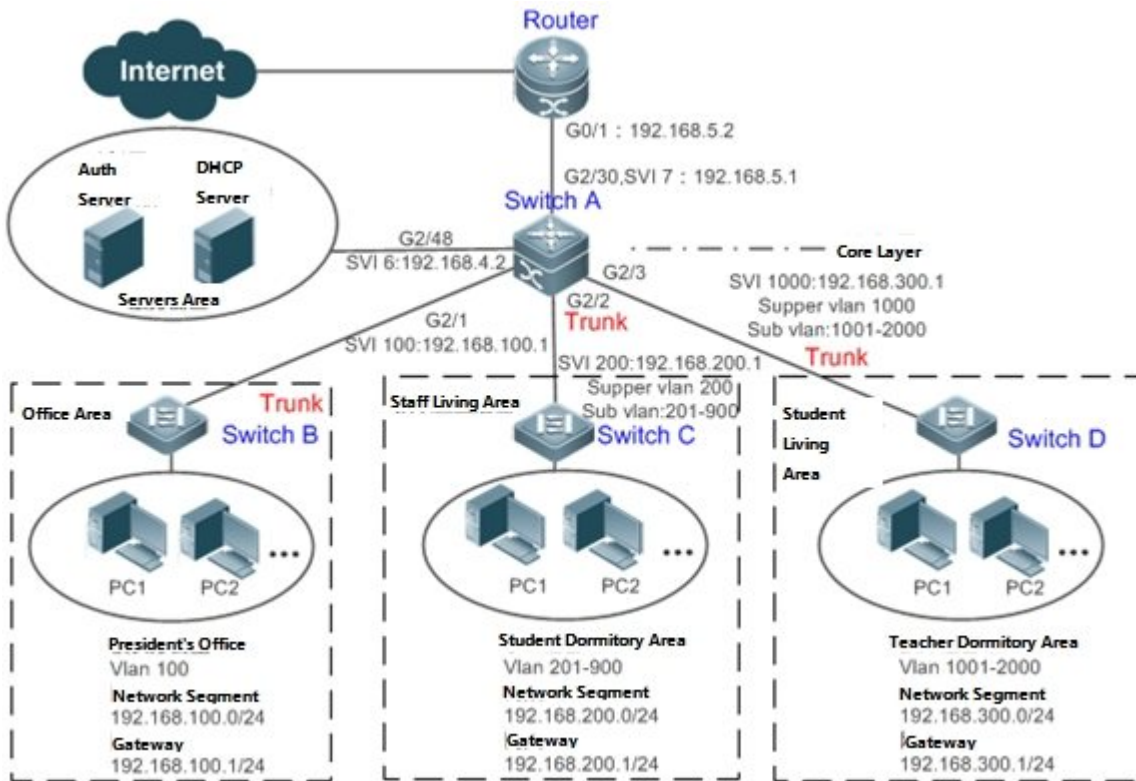 Router
Internet
G0/1 : 192.168.5.2
Auth
Server
DHCP
Server
Servers Area
G2/30,SVI 7 : 192.168.5.1
Switch A
G2/48
SVI 6:192.168.4.2
Core Layer
G2/3
SVI 1000:192.168.300.1
Supper vlan 1000
Sub vlan:1001-2000
G2/2
Trunk
G2/1
SVI 100:192.168.100.1
Trunk
SVI 200:192.168.200.1
Supper vlan 200
Sub vlan:201-900
Office Area
Trunk
Switch B
PC1
PC2
...
President's Office
Vlan 100
Network Segment
192.168.100.0/24
Gateway
192.168.100.1/24
Staff Living Area
Switch C
PC1
PC2
...
Student Dormitory Area
Vlan 201-900
Network Segment
192.168.200.0/24
Gateway
192.168.200.1/24
Student
Living
Area
Switch D
PC1
PC2
...
Teacher Dormitory Area
Vlan 1001-2000
Network Segment
192.168.300.0/24
Gateway
192.168.300.1/24